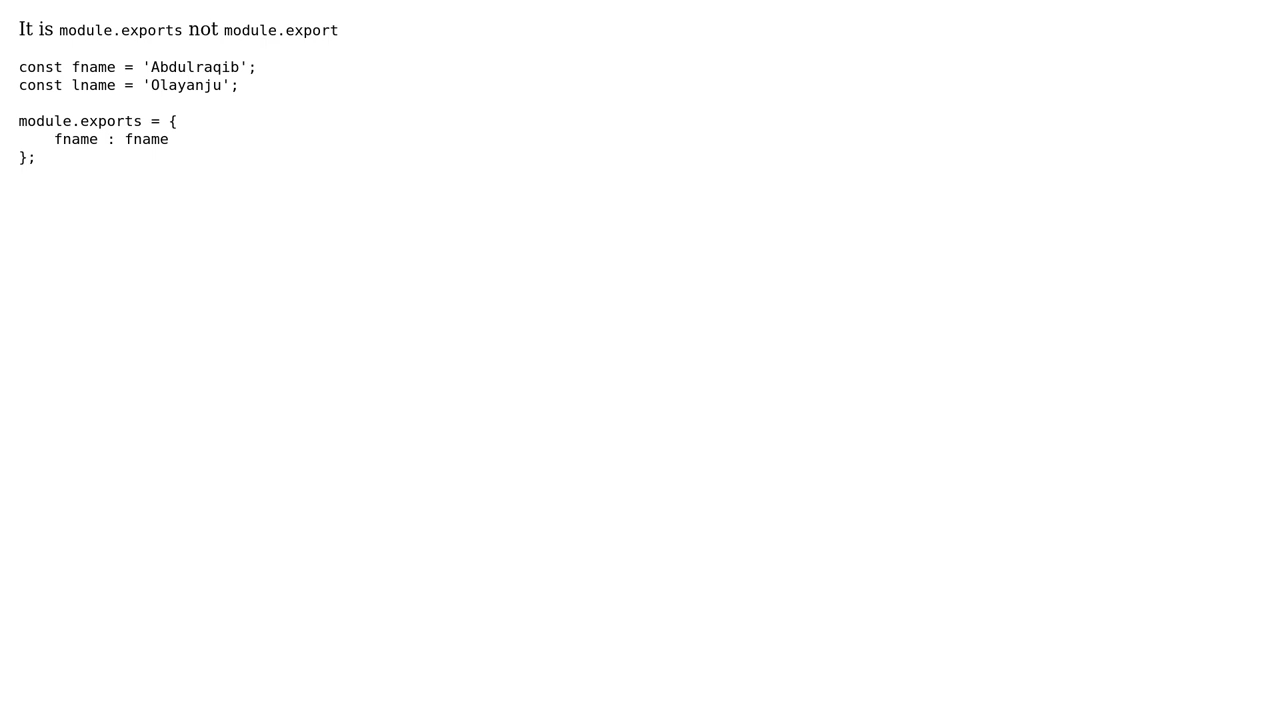 It is module.exports not module.export
const fname = 'Abdulraqib';
const lname = 'Olayanju';
module.exports = {
    fname : fname
};